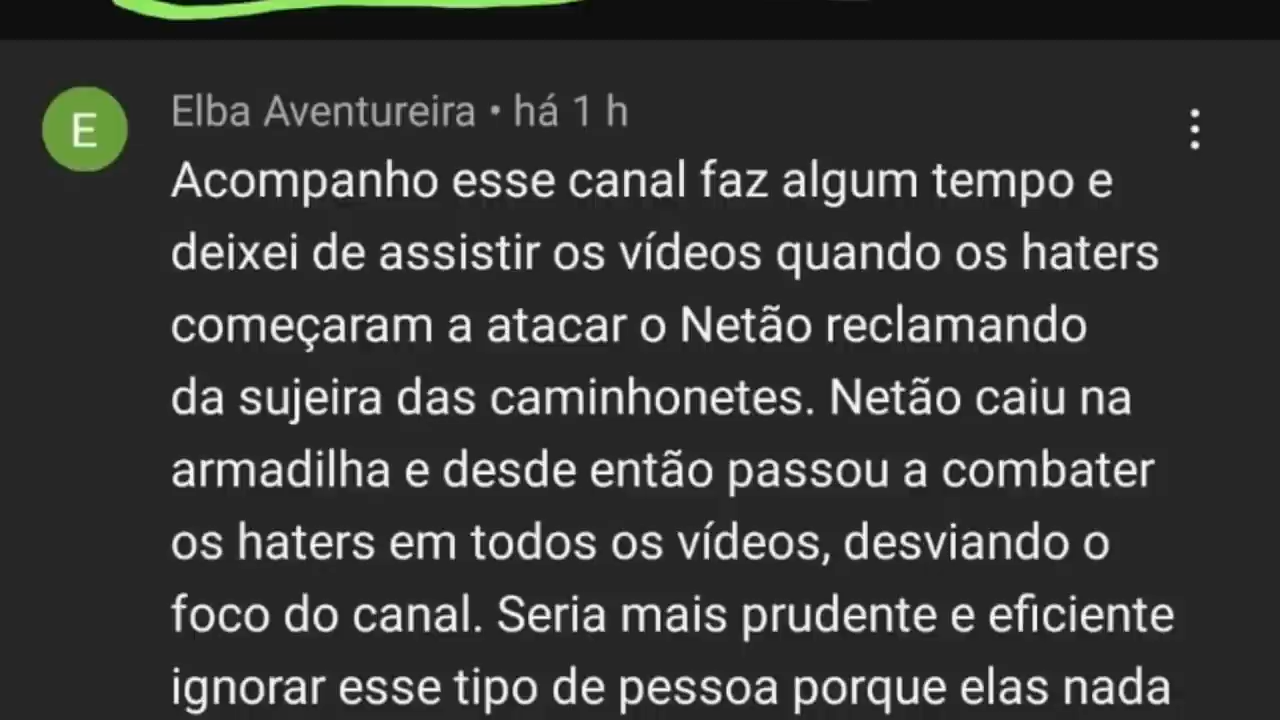 E
Elba Aventureira • há 1 h
Acompanho esse canal faz algum tempo e
deixei de assistir os vídeos quando os haters
começaram a atacar o Netão reclamando
da sujeira das caminhonetes. Netão caiu na
armadilha e desde então passou a combater
os haters em todos os vídeos, desviando o
foco do canal. Seria mais prudente e eficiente
ignorar esse tipo de pessoa porque elas nada